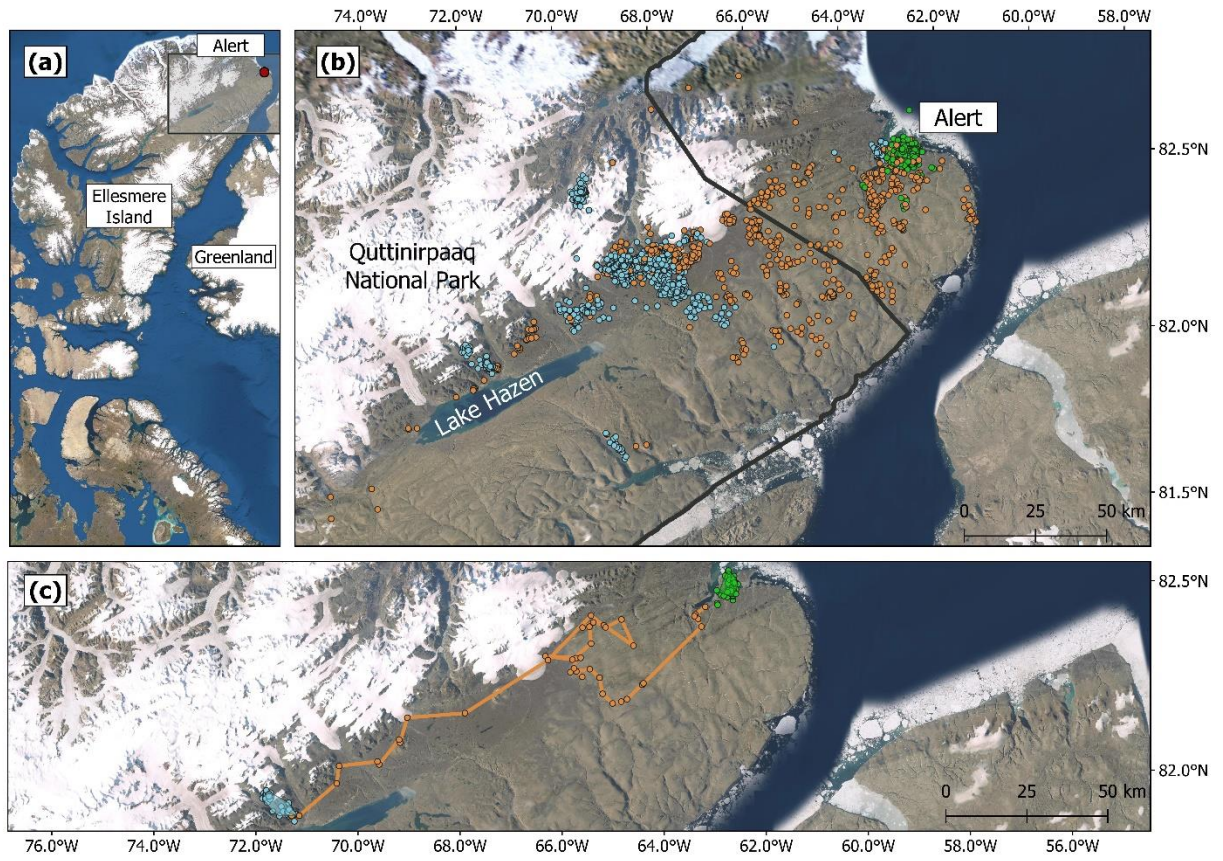 74.0°W 72.0°W 70.0°W 68.0°W 66.0°W 64.0°W 62.0°W 60.0°W 58.0°W
(a)
Alert
Ellesmere
Island
Greenland
(b)
Alert
Quttinirpaaq
National Park
Lake Hazen
82.5°N
82.0°N
81.5°N
0 25 50 km
(c)
82.5°N
82.0°N
0 25 50 km
76.0°W 74.0°W 72.0°W 70.0°W 68.0°W 66.0°W 64.0°W 62.0°W 60.0°W 58.0°W 56.0°W